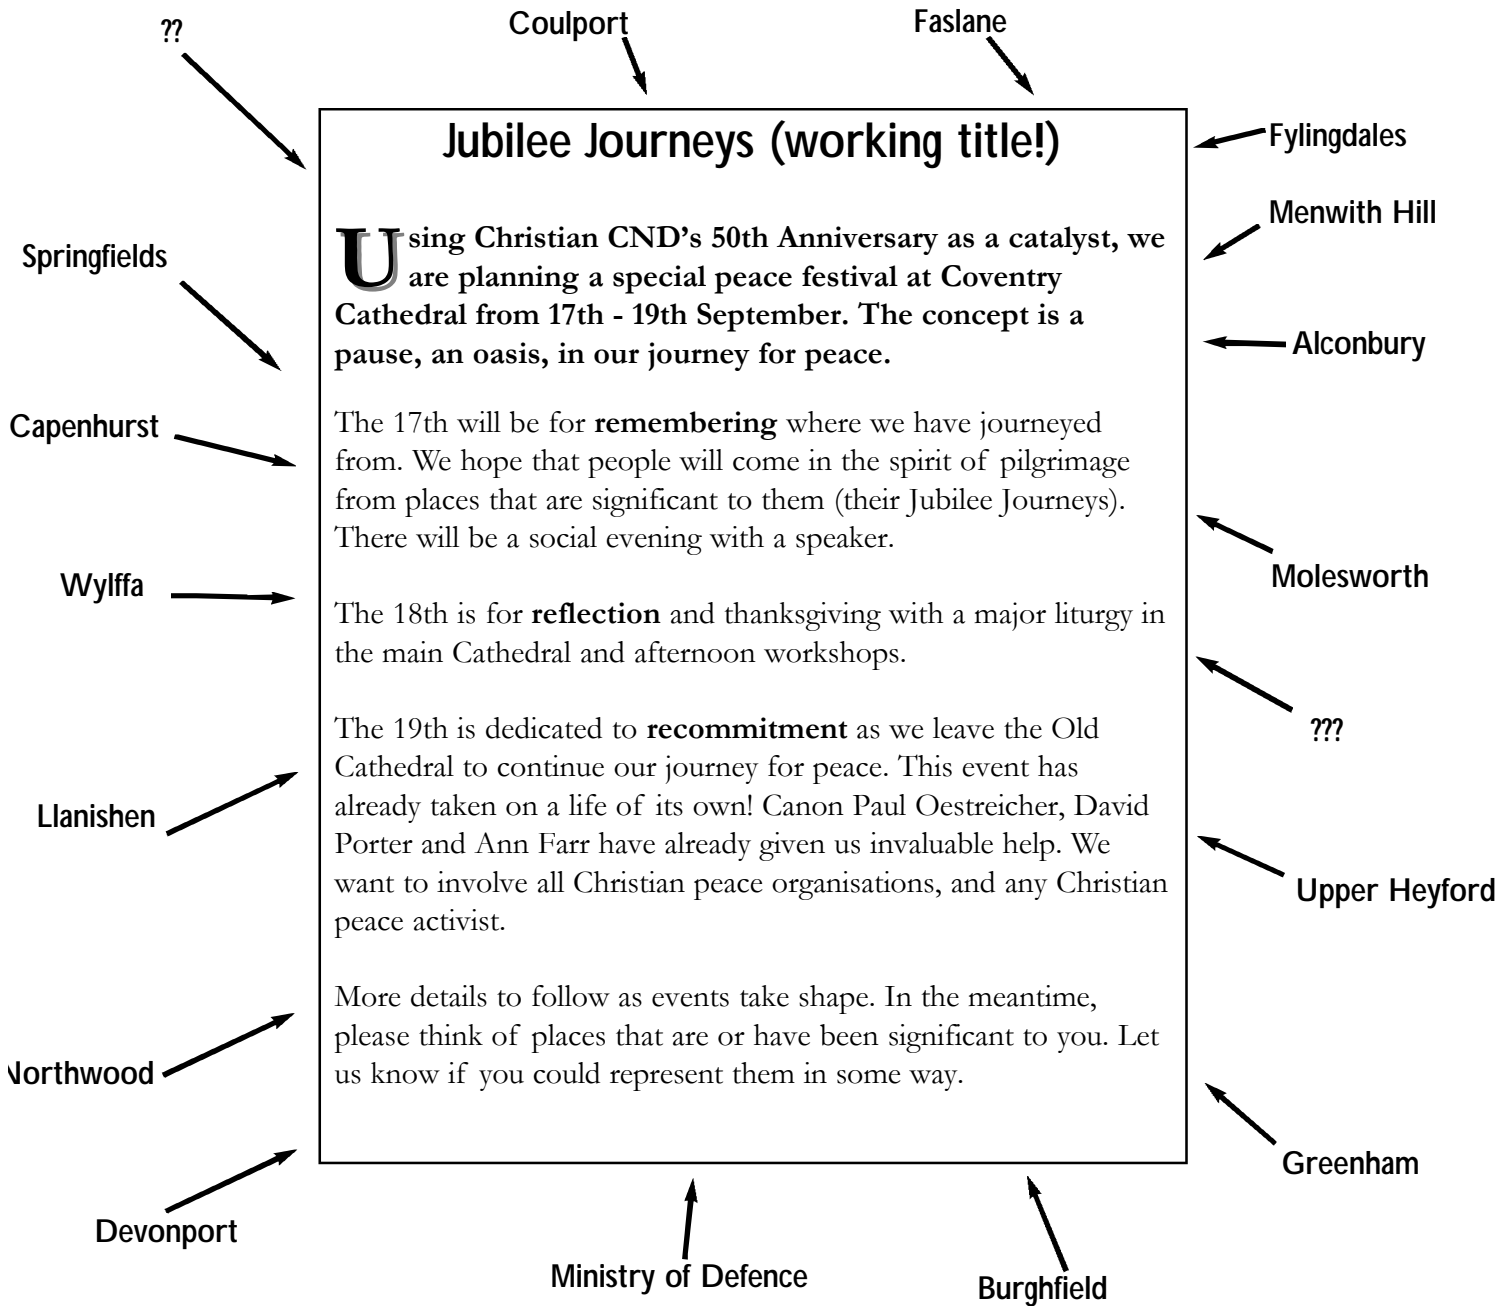 ??
Coulport
Faslane
Jubilee Journeys (working title!)
Fylingdales
Menwith Hill
Springfields
Using Christian CND's 50th Anniversary as a catalyst, we
are planning a special peace festival at Coventry
Cathedral from 17th - 19th September. The concept is a
pause, an oasis, in our journey for peace.
Alconbury
Capenhurst
The 17th will be for remembering where we have journeyed
from. We hope that people will come in the spirit of pilgrimage
from places that are significant to them (their Jubilee Journeys).
There will be a social evening with a speaker.
Molesworth
Wylffa
The 18th is for reflection and thanksgiving with a major liturgy in
the main Cathedral and afternoon workshops.
???
The 19th is dedicated to recommitment as we leave the Old
Cathedral to continue our journey for peace. This event has
already taken on a life of its own! Canon Paul Oestreicher, David
Porter and Ann Farr have already given us invaluable help. We
want to involve all Christian peace organisations, and any Christian
peace activist.
Llanishen
Upper Heyford
More details to follow as events take shape. In the meantime,
please think of places that are or have been significant to you. Let
us know if you could represent them in some way.
Northwood
Greenham
Devonport
Ministry of Defence
Burghfield